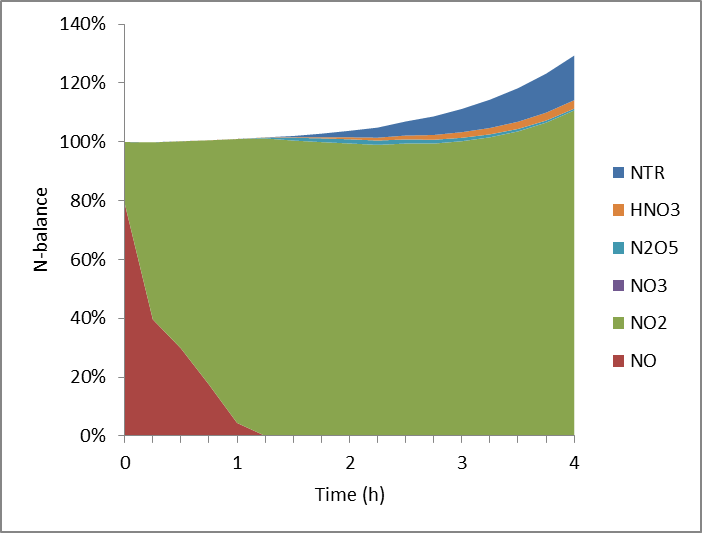 140%
120%
100%
80%
60%
40%
20%
0%
N-balance
0 1 2 3 4
Time (h)
NTR
HNO3
N2O5
NO3
NO2
NO